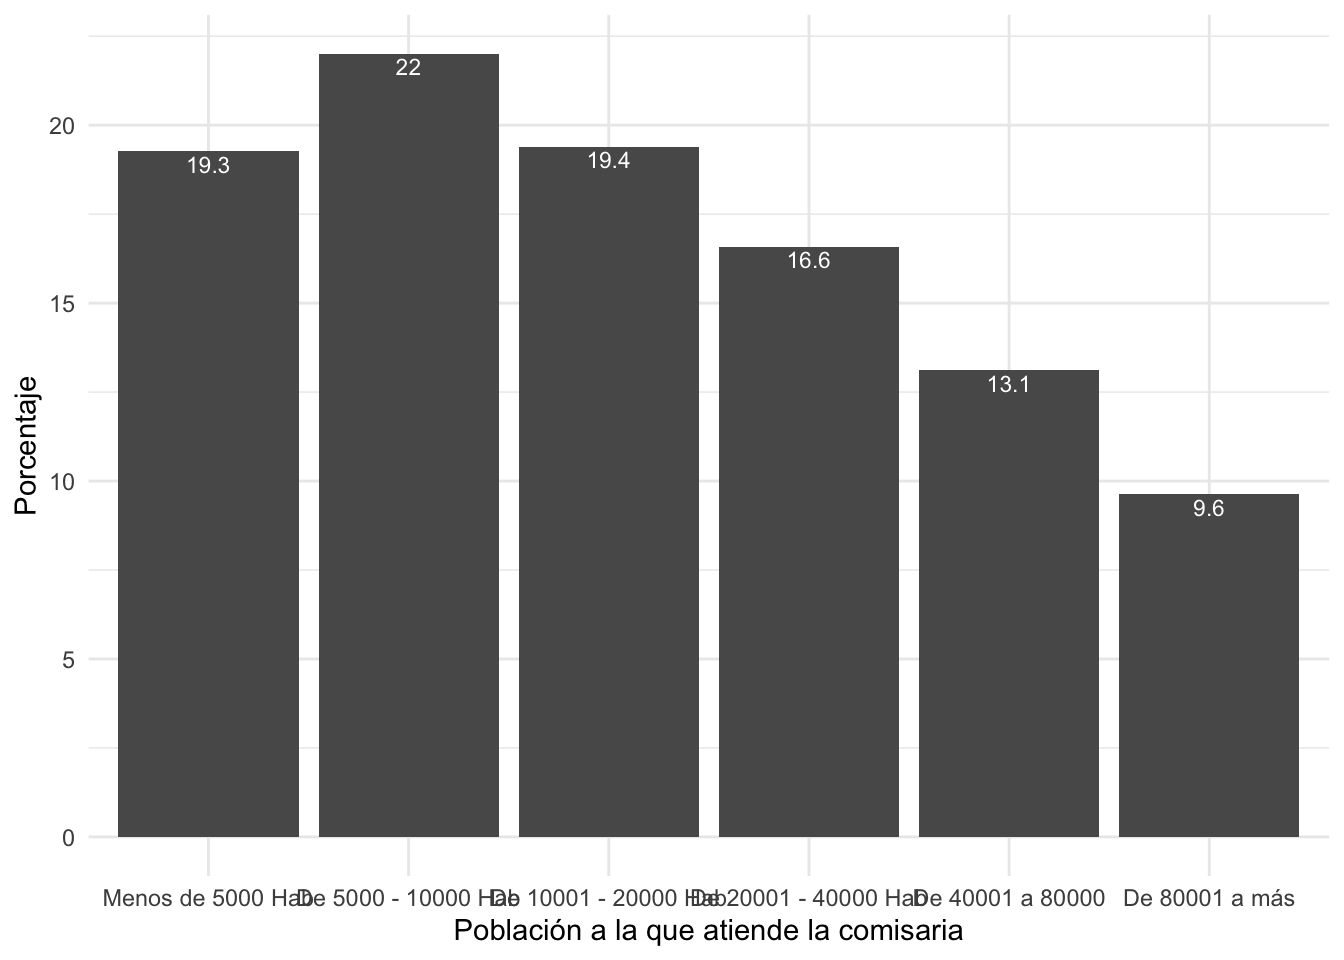 22
19.3
19.4
16.6
13.1
9.6
20
15
10
5
0
Porcentaje
Menos de 5000 Hab
De 5000 - 10000 Hab
De 10001 - 20000 Hab
De 20001 - 40000 Hab
De 40001 a 80000
De 80001 a más
Población a la que atiende la comisaria